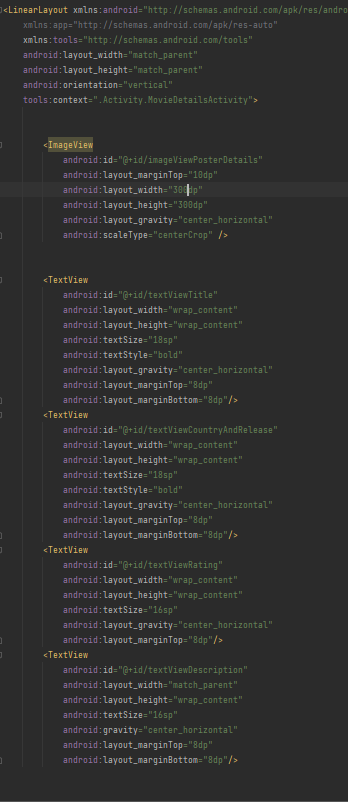 <LinearLayout xmlns:android="http://schemas.android.com/apk/res/andro
xmlns:app="http://schemas.android.com/apk/res-auto"
xmlns:tools="http://schemas.android.com/tools"
android:layout_width="match_parent"
android:layout_height="match_parent"
android:orientation="vertical"
tools:context=".Activity.MovieDetailsActivity">
<ImageView
android:id="@+id/imageViewPosterDetails"
android:layout_marginTop="10dp"
android:layout_width="300dp"
android:layout_height="300dp"
android:layout_gravity="center_horizontal"
android:scaleType="centerCrop" />
<TextView
android:id="@+id/textViewTitle"
android:layout_width="wrap_content"
android:layout_height="wrap_content"
android:textSize="18sp"
android:textStyle="bold"
android:layout_gravity="center_horizontal"
android:layout_marginTop="8dp"
android:layout_marginBottom="8dp"/>
<TextView
android:id="@+id/textViewCountryAndRelease"
android:layout_width="wrap_content"
android:layout_height="wrap_content"
android:textSize="18sp"
android:textStyle="bold"
android:layout_gravity="center_horizontal"
android:layout_marginTop="8dp"
android:layout_marginBottom="8dp"/>
<TextView
android:id="@+id/textViewRating"
android:layout_width="wrap_content"
android:layout_height="wrap_content"
android:textSize="16sp"
android:layout_gravity="center_horizontal"
android:layout_marginTop="8dp"/>
<TextView
android:id="@+id/textViewDescription"
android:layout_width="match_parent"
android:layout_height="wrap_content"
android:textSize="16sp"
android:gravity="center_horizontal"
android:layout_marginTop="8dp"
android:layout_marginBottom="8dp"/>